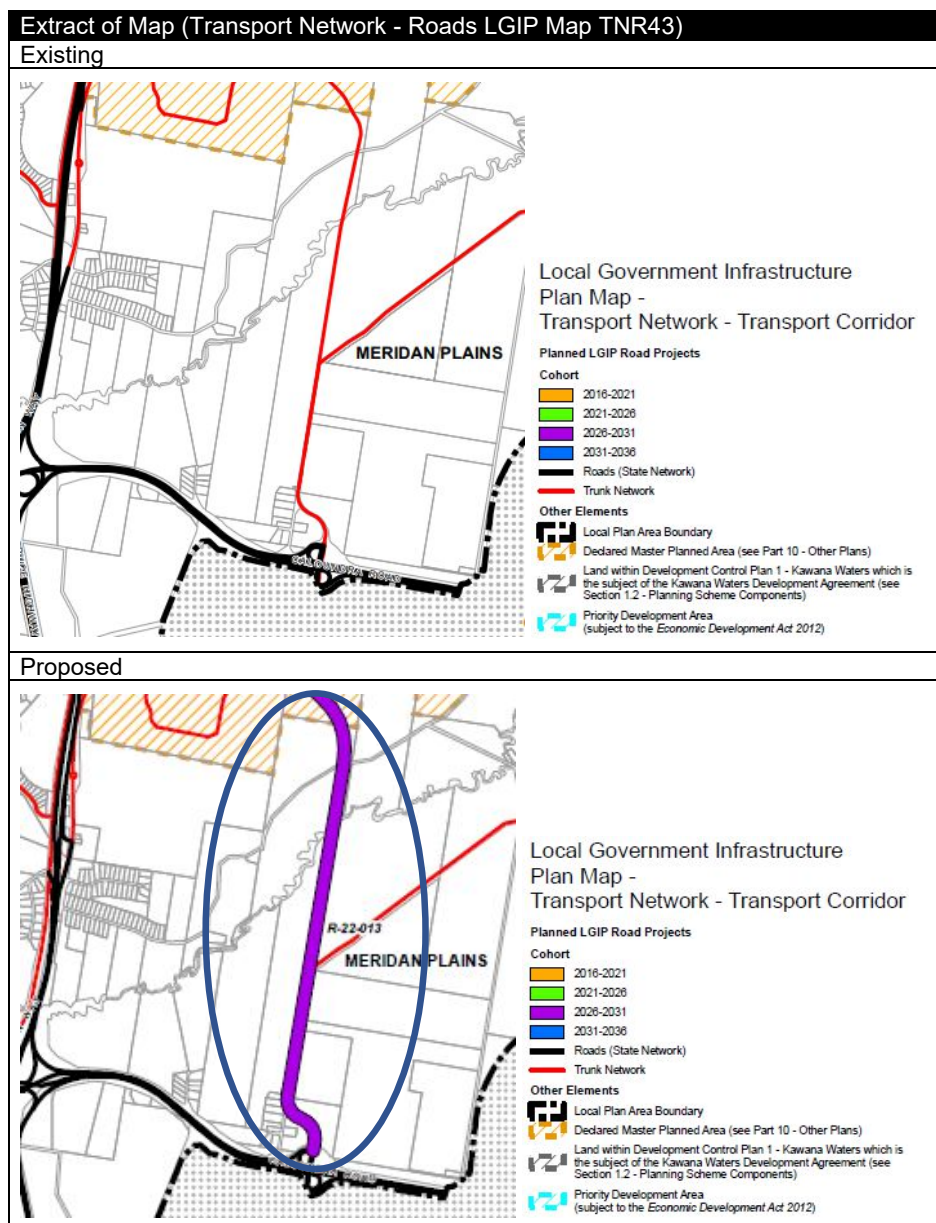 Extract of Map (Transport Network - Roads LGIP Map TNR43)
Existing
MERIDAN PLAINS
CALOUNDRA ROAD
Local Government Infrastructure
Plan Map -
Transport Network - Transport Corridor
Planned LGIP Road Projects
Cohort
2016-2021
2021-2026
2026-2031
2031-2036
Roads (State Network)
Trunk Network
Other Elements
Local Plan Area Boundary
Declared Master Planned Area (see Part 10 - Other Plans)
Land within Development Control Plan 1 - Kawana Waters which is
the subject of the Kawana Waters Development Agreement (see
Section 1.2 - Planning Scheme Components)
Priority Development Area
(subject to the Economic Development Act 2012)
Proposed
R-22-013
MERIDAN PLAINS
Local Government Infrastructure
Plan Map -
Transport Network - Transport Corridor
Planned LGIP Road Projects
Cohort
2016-2021
2021-2026
2026-2031
2031-2036
Roads (State Network)
Trunk Network
Other Elements
Local Plan Area Boundary
Declared Master Planned Area (see Part 10 - Other Plans)
Land within Development Control Plan 1 - Kawana Waters which is
the subject of the Kawana Waters Development Agreement (see
Section 1.2 - Planning Scheme Components)
Priority Development Area
(subject to the Economic Development Act 2012)